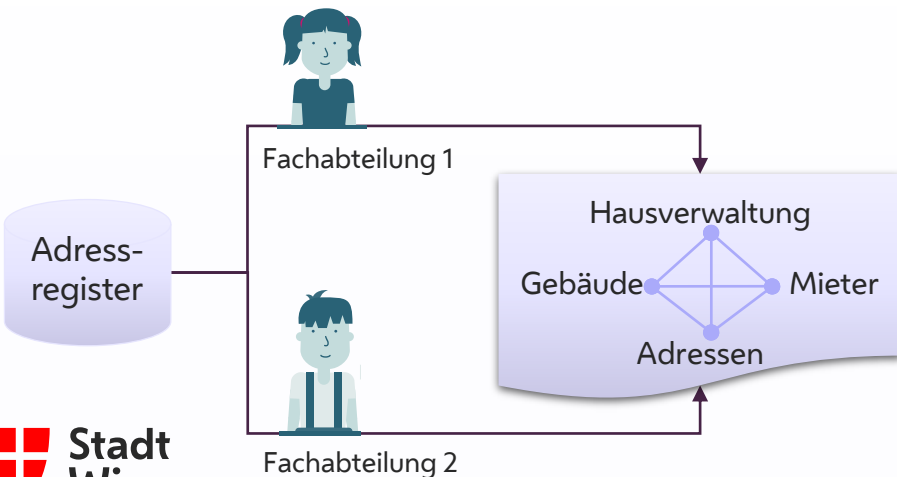 Fachabteilung 1
Adress-
register
Hausverwaltung
Gebäude
Mieter
Adressen
Stadt
Fachabteilung 2